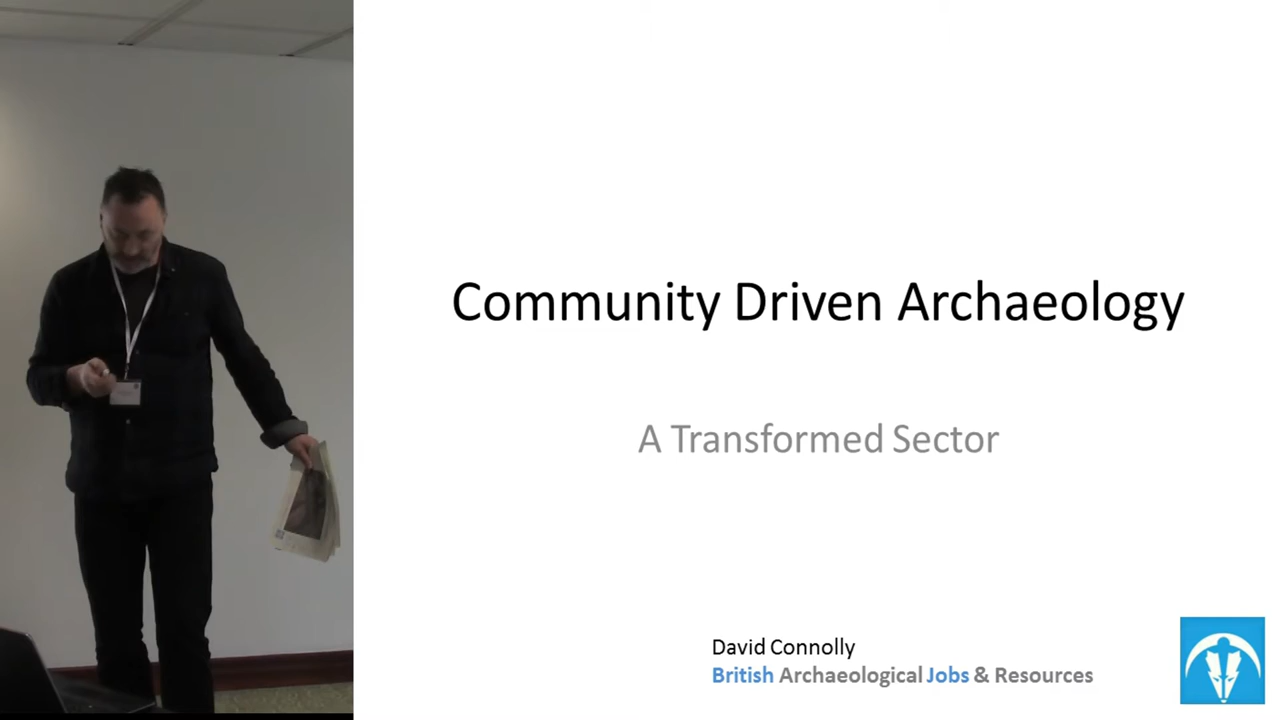 Community Driven Archaeology
A Transformed Sector
David Connolly
British Archaeological Jobs & Resources